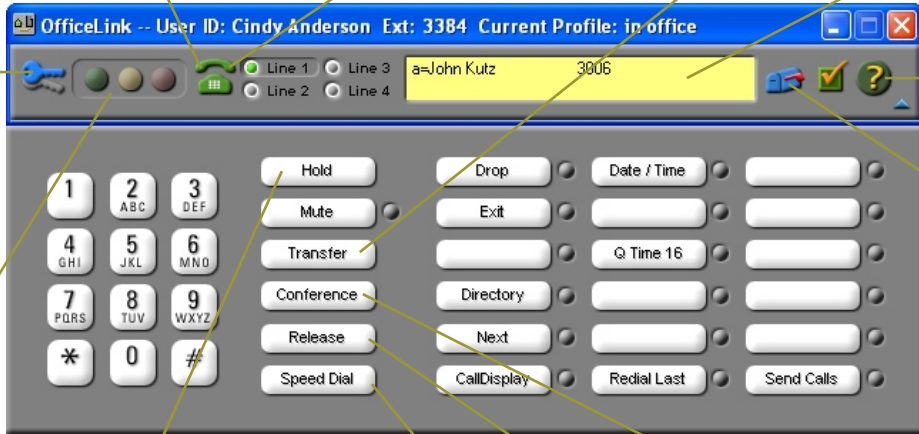 OfficeLink -- User ID: Cindy Anderson Ext: 3384 Current Profile: in office
Line 1 Line 3
Line 2 Line 4
a=John Kutz 3906
?
1 2 ABC 3 DEF
4 GHI 5 JKL 6 MNO
7 PQRS 8 TUV 9 WXYZ
* 0 #
Hold
Mute
Transfer
Conference
Release
Speed Dial
Drop
Exit
Directory
Next
CallDisplay
Date / Time
Q Time 16
Redial Last
Send Calls